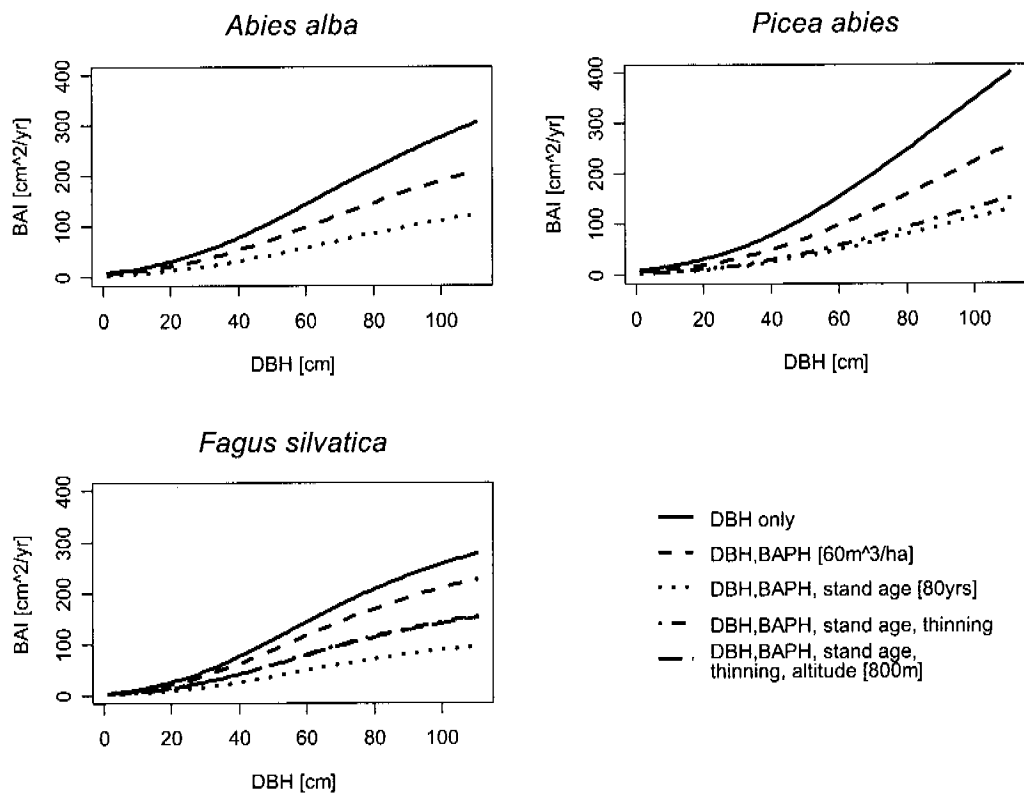 Abies alba
Picea abies
BAI [cm^2/yr]
400
300
200
100
0
0 20 40 60 80 100
DBH [cm]
BAI [cm^2/yr]
400
300
200
100
0
0 20 40 60 80 100
DBH [cm]
Fagus silvatica
BAI [cm^2/yr]
400
300
200
100
0
0 20 40 60 80 100
DBH [cm]
DBH only
DBH,BAPH [60m^3/ha]
DBH,BAPH, stand age [80yrs]
DBH,BAPH, stand age, thinning
DBH,BAPH, stand age,
thinning, altitude [800m]